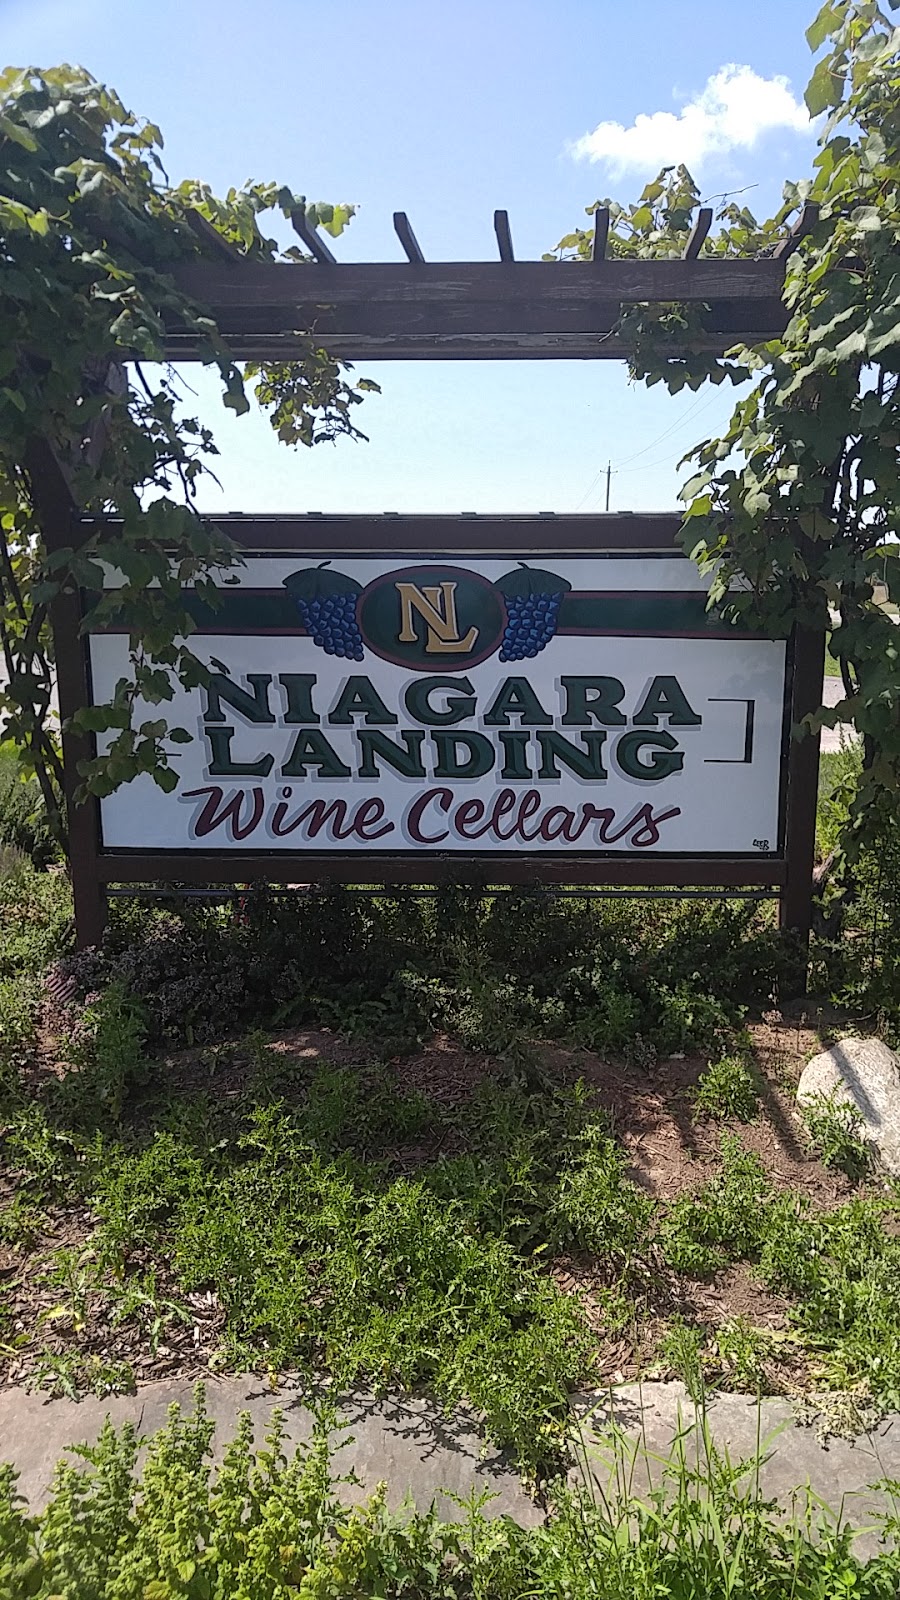 NL
NIAGARA
LANDING
Wine Cellars